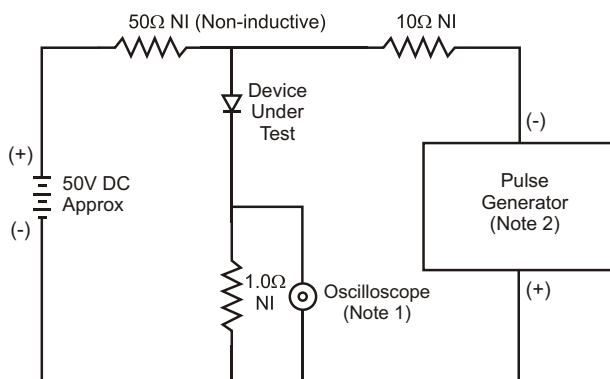 50Ω NI (Non-inductive)
10Ω NI
Device
Under
Test
(-)
(+)
50V DC
Approx
(-)
Pulse
Generator
(Note 2)
1.0Ω
NI
Oscilloscope
(Note 1)
(+)